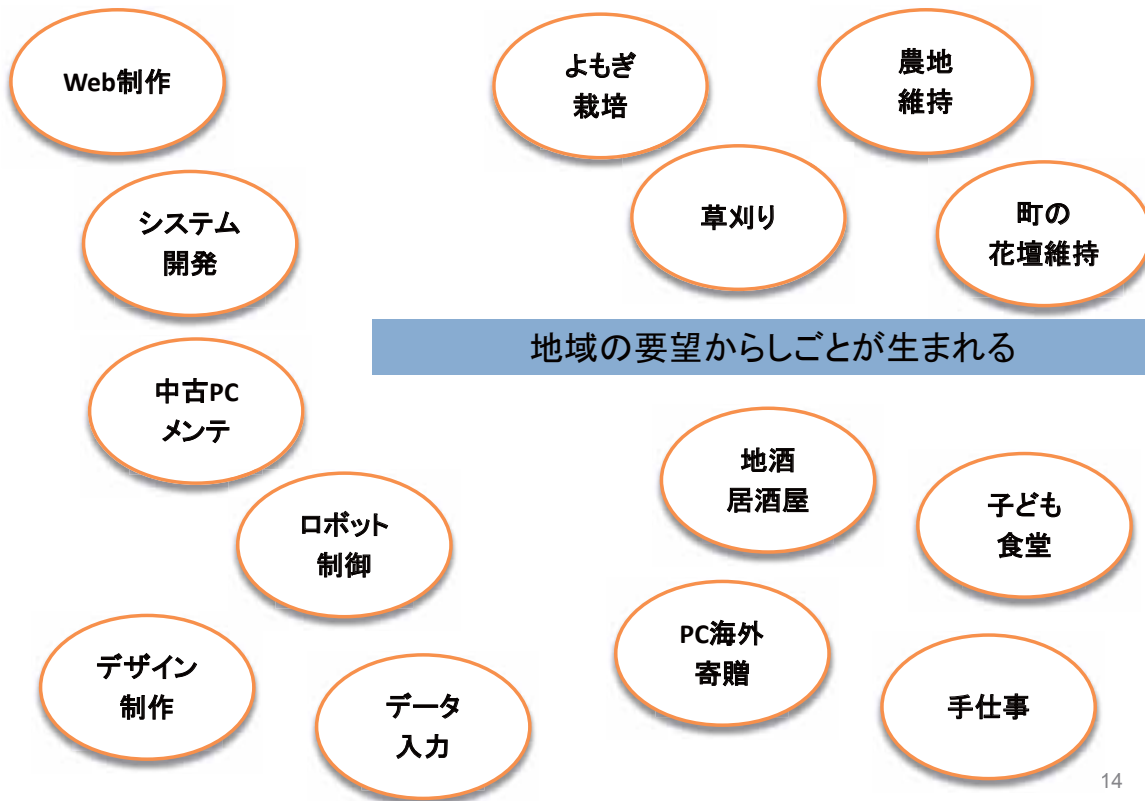 Web制作
システム
開発
中古PC
メンテ
ロボット
制御
デザイン
制作
データ
入力
よもぎ
栽培
農地
維持
草刈り
町の
花壇維持
地域の要望からしごとが生まれる
地酒
居酒屋
子ども
食堂
PC海外
寄贈
手仕事
14